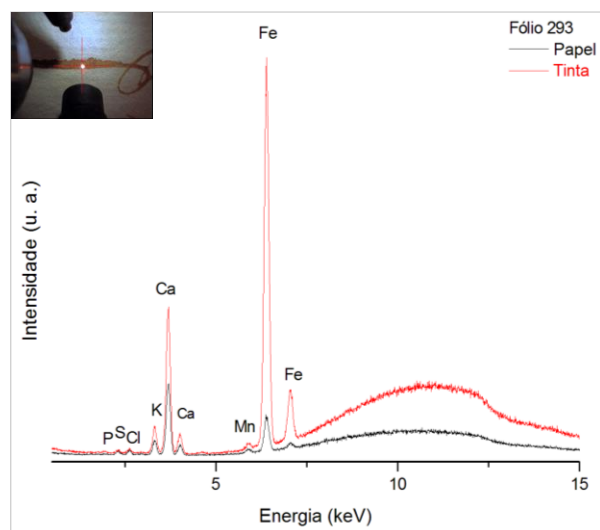 Fólio 293
Papel
Tinta
Fe
Ca
Fe
K
Ca
Mn
P
S
Cl
Intensidade (u. a.)
5
10
15
Energia (keV)